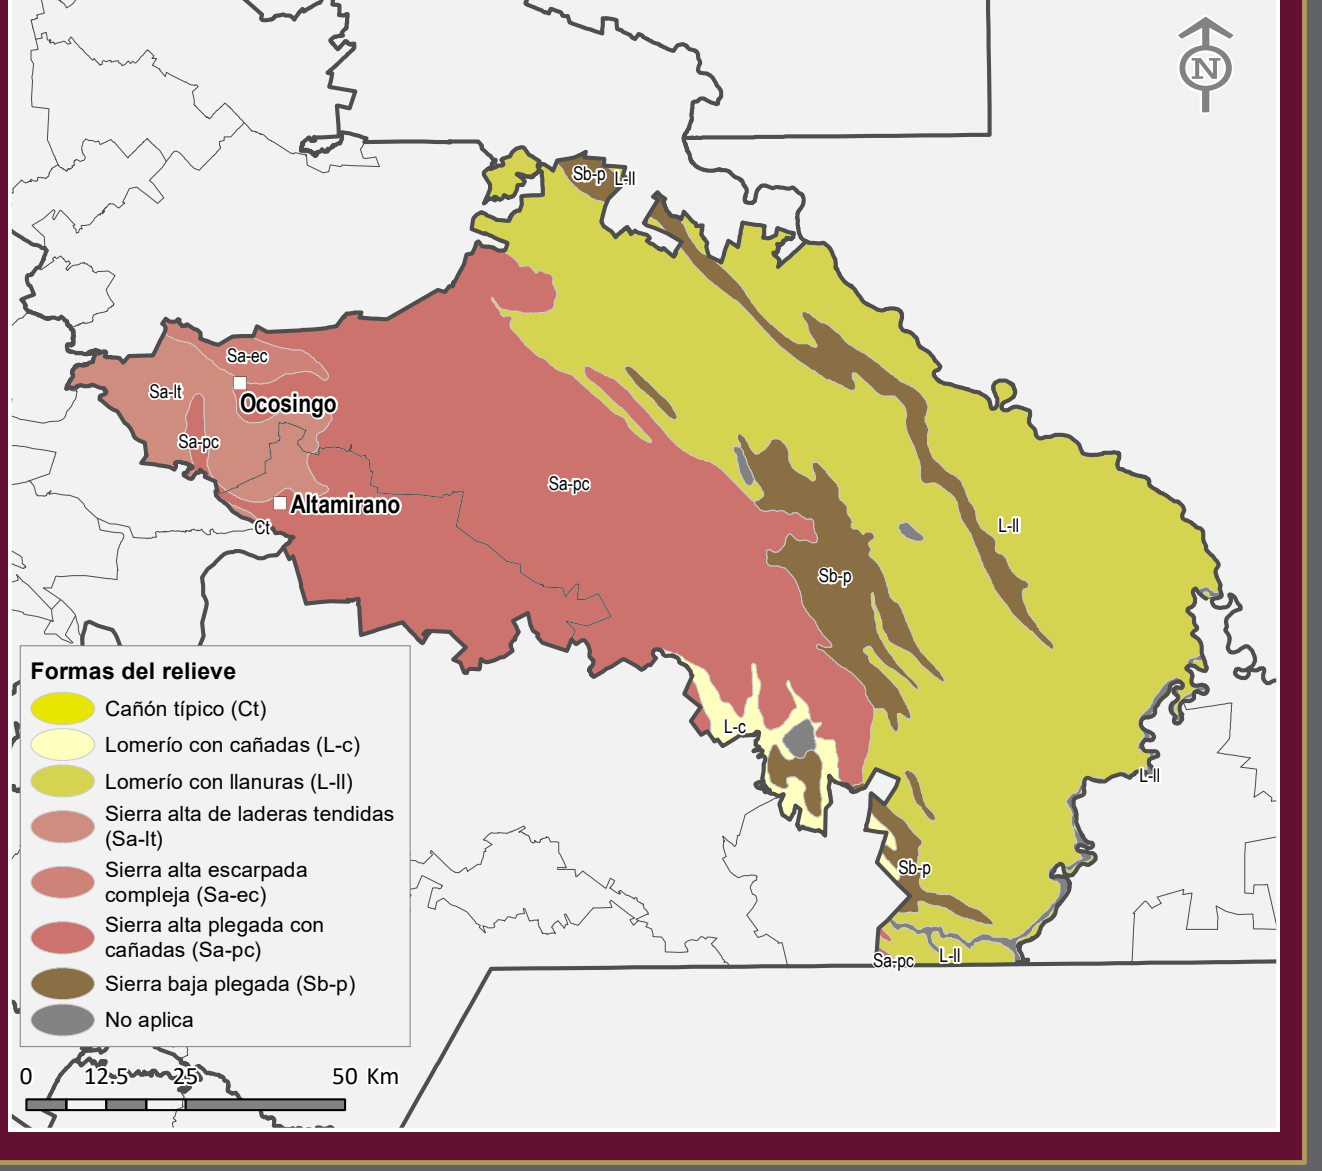 N
Sb-p
L-ll
Sa-ec
Sa-lt
Ocosingo
Sa-pc
Sa-pc
Altamirano
Ct
L-ll
Sb-p
L-c
L-ll
Sb-p
Sa-pc
L-ll
Formas del relieve
Cañón típico (Ct)
Lomerío con cañadas (L-c)
Lomerío con llanuras (L-ll)
Sierra alta de laderas tendidas
(Sa-lt)
Sierra alta escarpada
compleja (Sa-ec)
Sierra alta plegada con
cañadas (Sa-pc)
Sierra baja plegada (Sb-p)
No aplica
0 12.5 25 50 Km